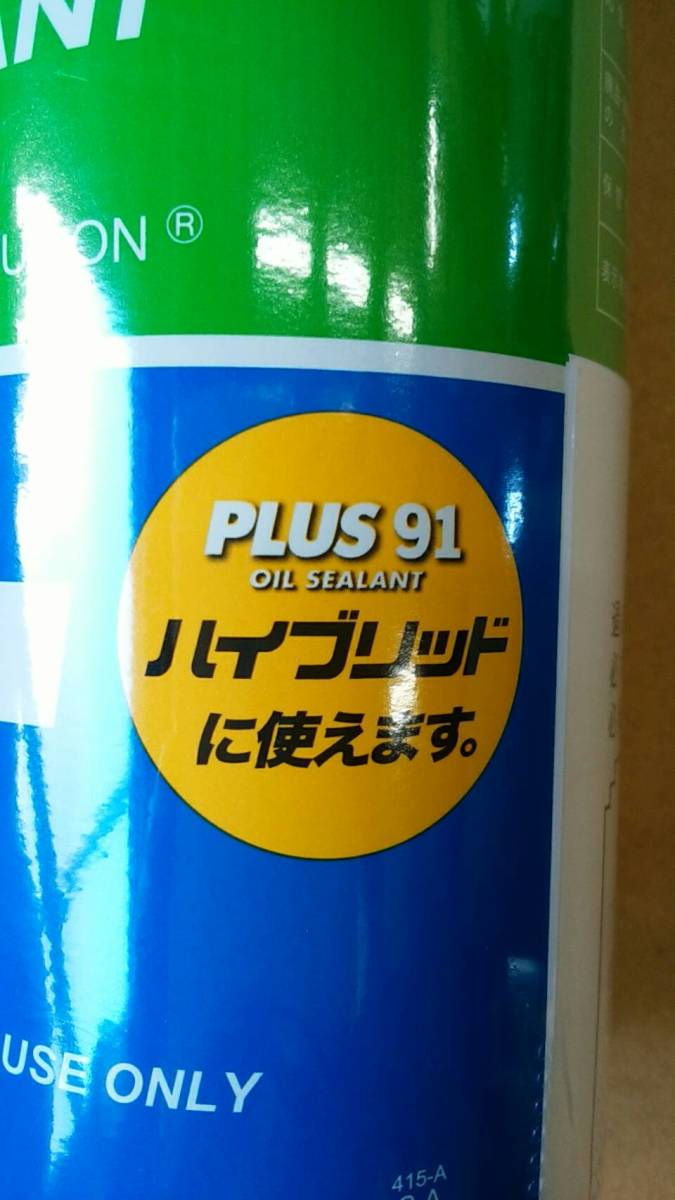 ANT
ON ®
PLUS 91
OIL SEALANT
ハイブリッド
に使えます。
USE ONLY
415-A